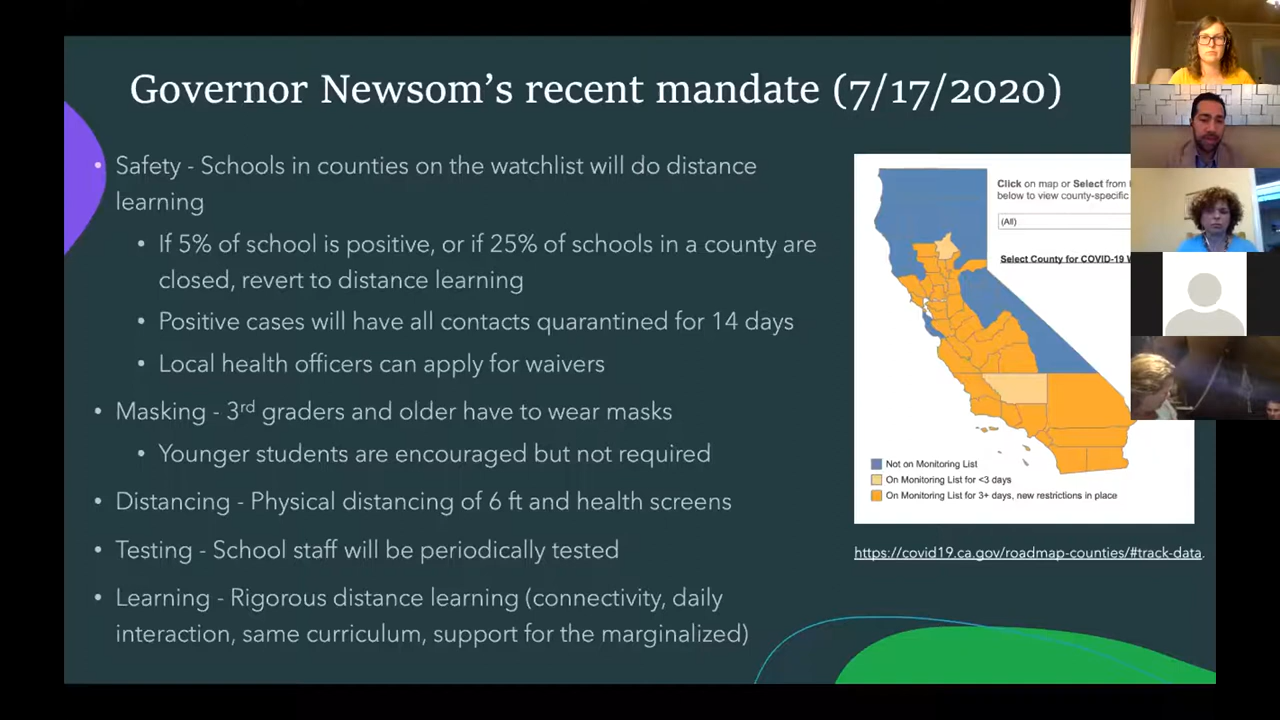 Governor Newsom's recent mandate (7/17/2020)
• Safety - Schools in counties on the watchlist will do distance
learning
• If 5% of school is positive, or if 25% of schools in a county are
closed, revert to distance learning
• Positive cases will have all contacts quarantined for 14 days
• Local health officers can apply for waivers
• Masking - 3rd graders and older have to wear masks
• Younger students are encouraged but not required
• Distancing - Physical distancing of 6 ft and health screens
• Testing - School staff will be periodically tested
• Learning - Rigorous distance learning (connectivity, daily
interaction, same curriculum, support for the marginalized)
Click on map or Select from
below to view county-specific
(All)
Select County for COVID-19
Not on Monitoring List
On Monitoring List for <3 days
On Monitoring List for 3+ days, new restrictions in place
https://covid19.ca.gov/roadmap-counties/#track-data.